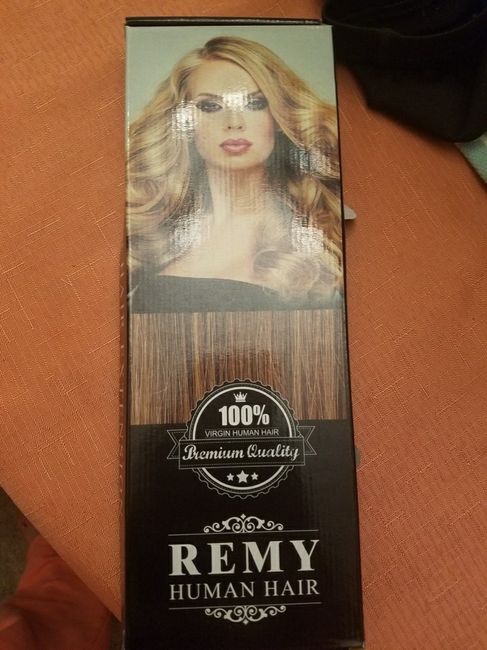 100%
VIRGIN HUMAN HAIR
Premium Quality
REMY
HUMAN HAIR